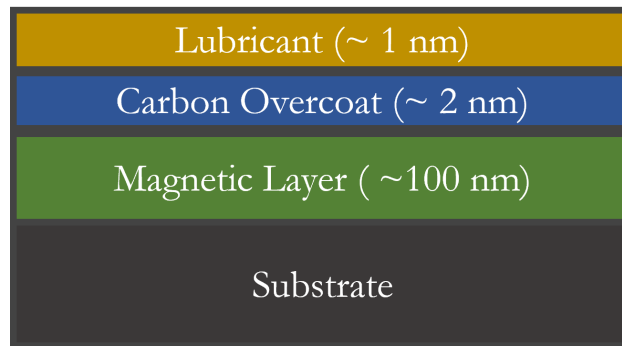 Lubricant (~ 1 nm)
Carbon Overcoat (~ 2 nm)
Magnetic Layer ( ~100 nm)
Substrate